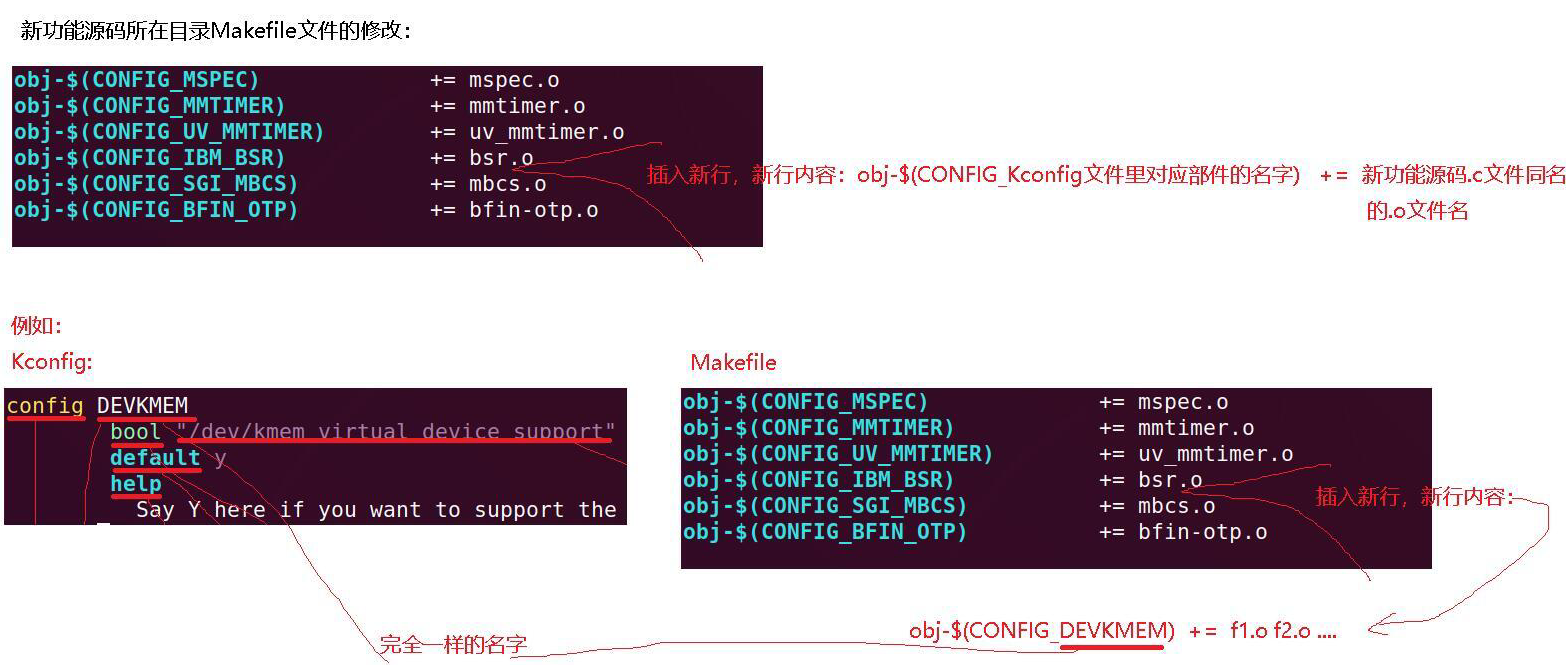 新功能源码所在目录Makefile文件的修改：
obj-$(CONFIG_MSPEC) += mspec.o
obj-$(CONFIG_MMTIMER) += mmtimer.o
obj-$(CONFIG_UV_MMTIMER) += uv_mmtimer.o
obj-$(CONFIG_IBM_BSR) += bsr.o
obj-$(CONFIG_SGI_MBCS) += mbcs.o
obj-$(CONFIG_BFIN_OTP) += bfin-otp.o
插入新行，新行内容：obj-$(CONFIG_Kconfig文件里对应部件的名字) += 新功能源码.c文件同名
的.o文件名
例如：
Kconfig:
config DEVKMEM
bool "/dev/kmem virtual device support"
default y
help
Say Y here if you want to support the
Makefile
obj-$(CONFIG_MSPEC) += mspec.o
obj-$(CONFIG_MMTIMER) += mmtimer.o
obj-$(CONFIG_UV_MMTIMER) += uv_mmtimer.o
obj-$(CONFIG_IBM_BSR) += bsr.o
obj-$(CONFIG_SGI_MBCS) += mbcs.o
obj-$(CONFIG_BFIN_OTP) += bfin-otp.o
插入新行，新行内容：
obj-$(CONFIG_DEVKMEM) += f1.o f2.o ....
完全一样的名字